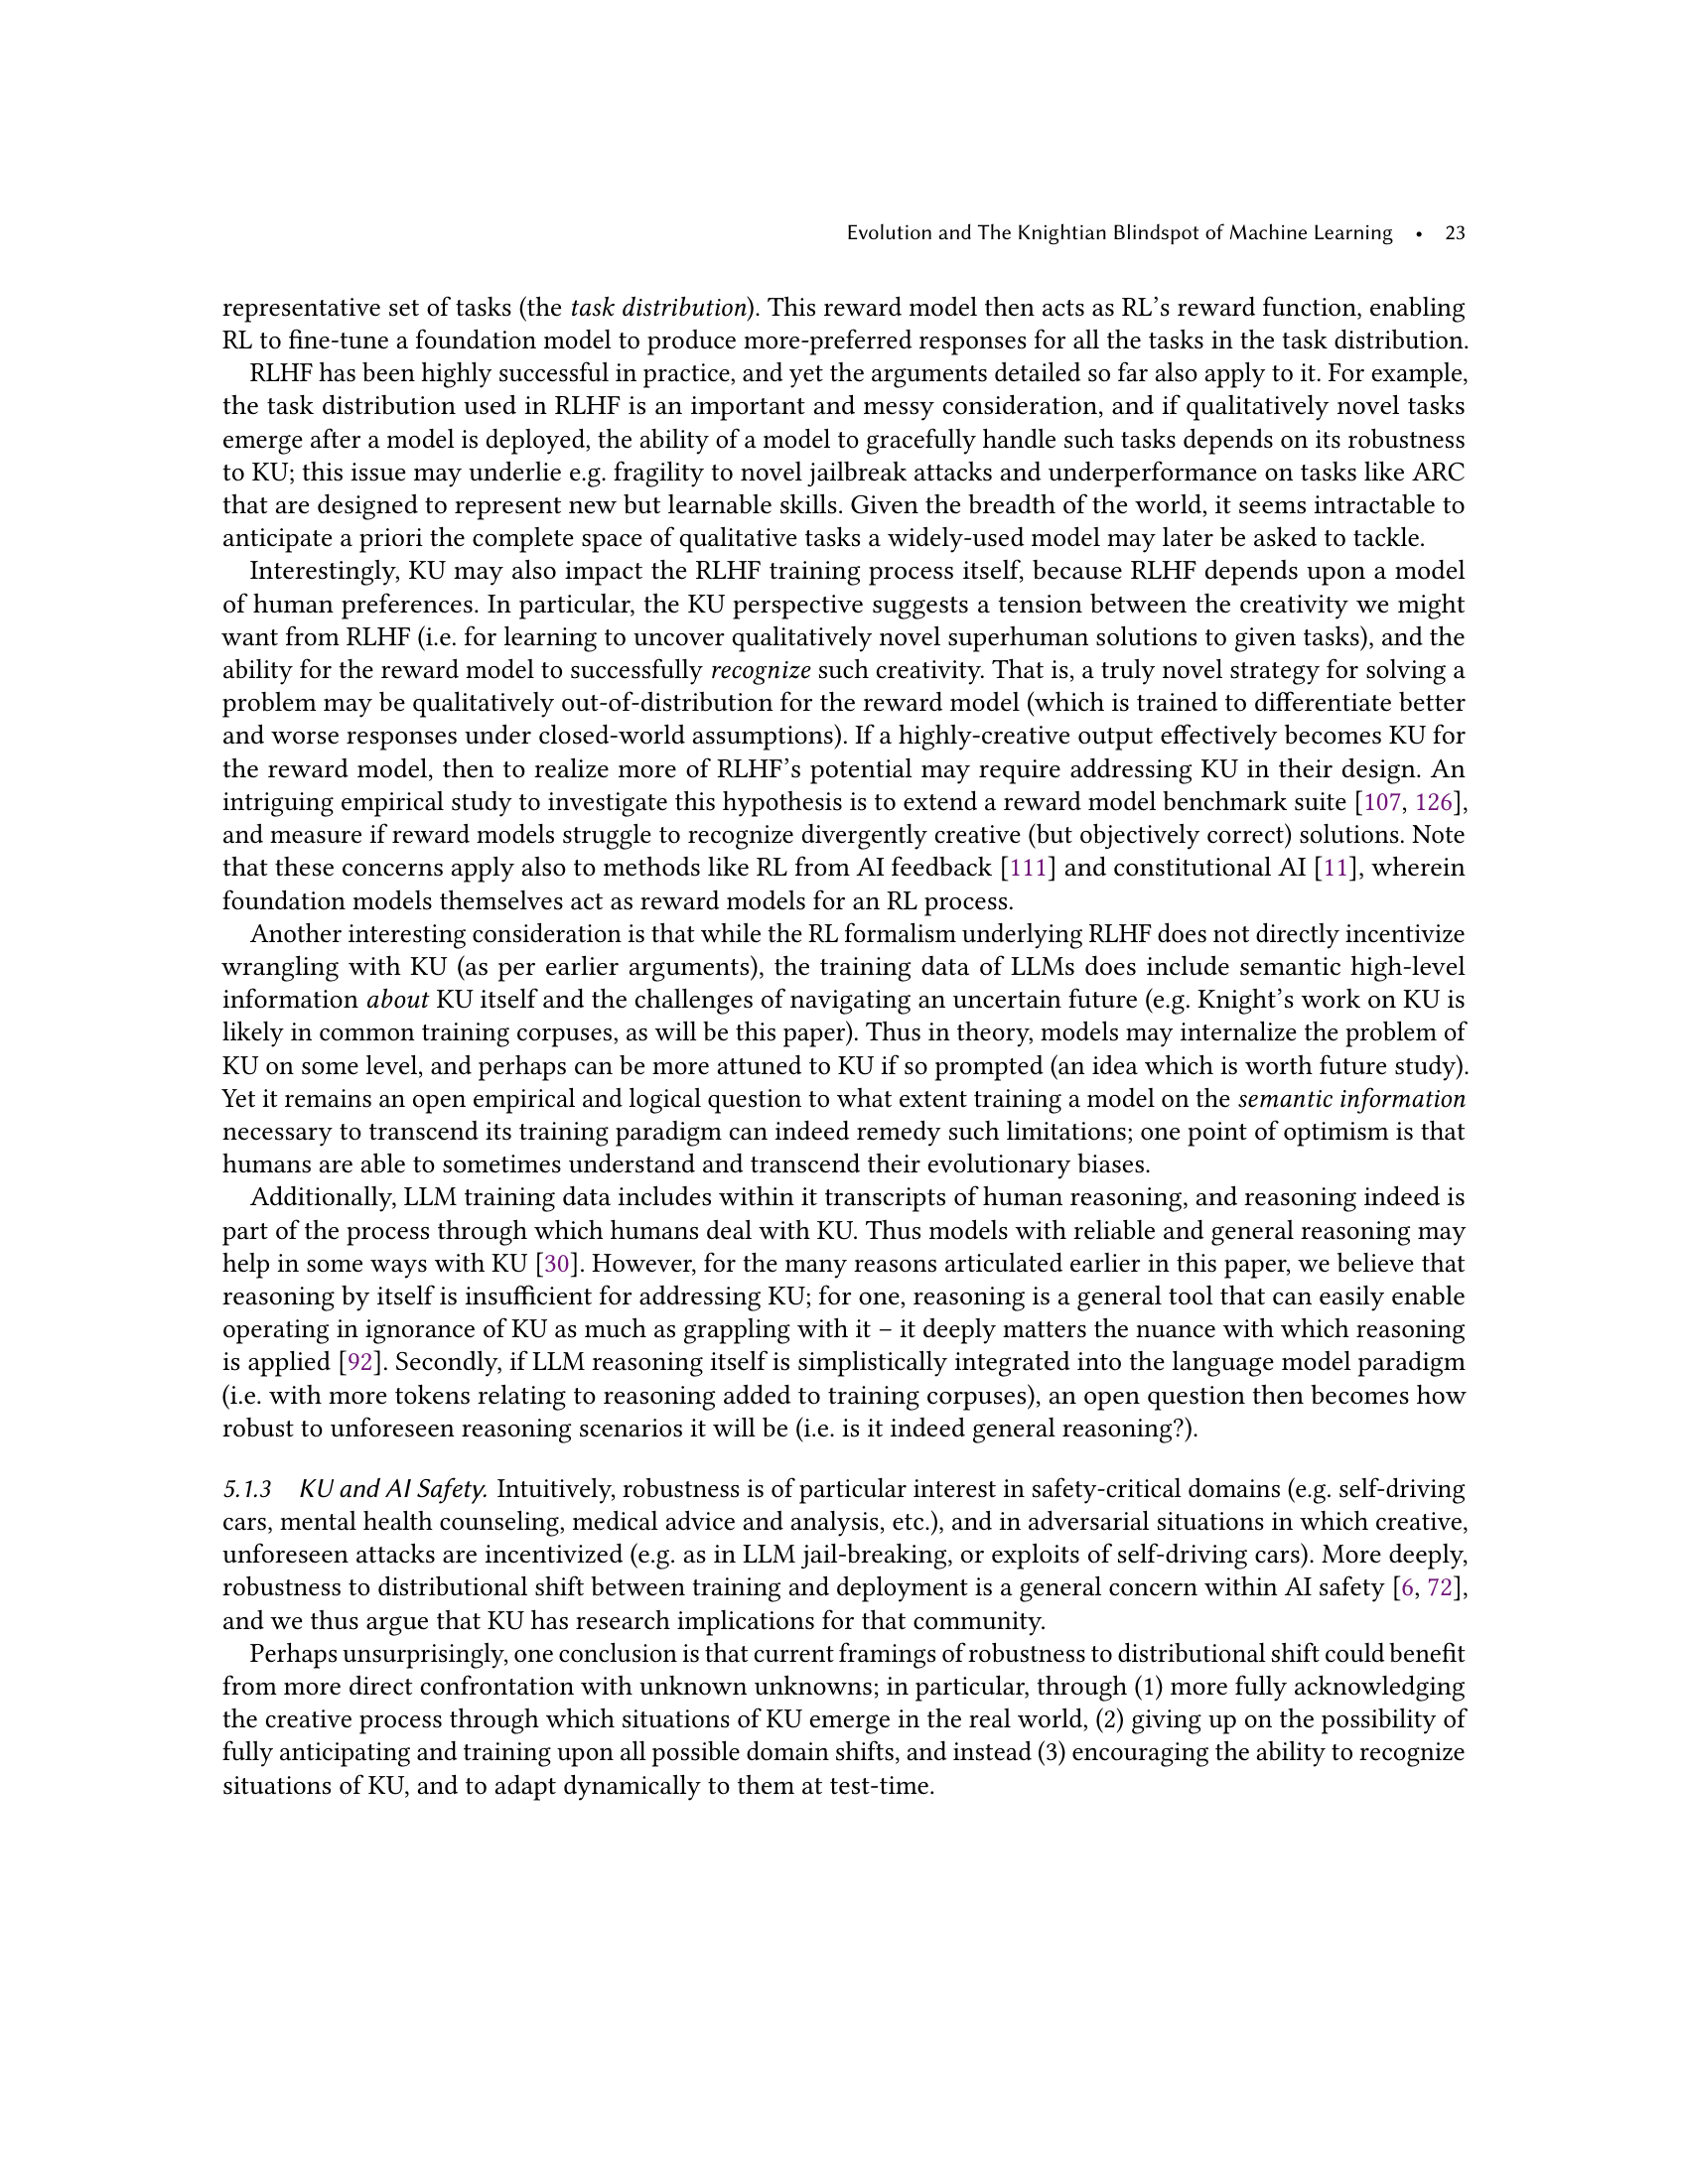 Evolution and The Knightian Blindspot of Machine Learning • 23
representative set of tasks (the task distribution). This reward model then acts as RL’s reward function, enabling
RL to fine-tune a foundation model to produce more-preferred responses for all the tasks in the task distribution.
RLHF has been highly successful in practice, and yet the arguments detailed so far also apply to it. For example,
the task distribution used in RLHF is an important and messy consideration, and if qualitatively novel tasks
emerge after a model is deployed, the ability of a model to gracefully handle such tasks depends on its robustness
to KU; this issue may underlie e.g. fragility to novel jailbreak attacks and underperformance on tasks like ARC
that are designed to represent new but learnable skills. Given the breadth of the world, it seems intractable to
anticipate a priori the complete space of qualitative tasks a widely-used model may later be asked to tackle.
Interestingly, KU may also impact the RLHF training process itself, because RLHF depends upon a model
of human preferences. In particular, the KU perspective suggests a tension between the creativity we might
want from RLHF (i.e. for learning to uncover qualitatively novel superhuman solutions to given tasks), and the
ability for the reward model to successfully recognize such creativity. That is, a truly novel strategy for solving a
problem may be qualitatively out-of-distribution for the reward model (which is trained to differentiate better
and worse responses under closed-world assumptions). If a highly-creative output effectively becomes KU for
the reward model, then to realize more of RLHF’s potential may require addressing KU in their design. An
intriguing empirical study to investigate this hypothesis is to extend a reward model benchmark suite [107, 126],
and measure if reward models struggle to recognize divergently creative (but objectively correct) solutions. Note
that these concerns apply also to methods like RL from AI feedback [111] and constitutional AI [11], wherein
foundation models themselves act as reward models for an RL process.
Another interesting consideration is that while the RL formalism underlying RLHF does not directly incentivize
wrangling with KU (as per earlier arguments), the training data of LLMs does include semantic high-level
information about KU itself and the challenges of navigating an uncertain future (e.g. Knight’s work on KU is
likely in common training corpuses, as will be this paper). Thus in theory, models may internalize the problem of
KU on some level, and perhaps can be more attuned to KU if so prompted (an idea which is worth future study).
Yet it remains an open empirical and logical question to what extent training a model on the semantic information
necessary to transcend its training paradigm can indeed remedy such limitations; one point of optimism is that
humans are able to sometimes understand and transcend their evolutionary biases.
Additionally, LLM training data includes within it transcripts of human reasoning, and reasoning indeed is
part of the process through which humans deal with KU. Thus models with reliable and general reasoning may
help in some ways with KU [30]. However, for the many reasons articulated earlier in this paper, we believe that
reasoning by itself is insufficient for addressing KU; for one, reasoning is a general tool that can easily enable
operating in ignorance of KU as much as grappling with it – it deeply matters the nuance with which reasoning
is applied [92]. Secondly, if LLM reasoning itself is simplistically integrated into the language model paradigm
(i.e. with more tokens relating to reasoning added to training corpuses), an open question then becomes how
robust to unforeseen reasoning scenarios it will be (i.e. is it indeed general reasoning?).
5.1.3 KU and AI Safety. Intuitively, robustness is of particular interest in safety-critical domains (e.g. self-driving
cars, mental health counseling, medical advice and analysis, etc.), and in adversarial situations in which creative,
unforeseen attacks are incentivized (e.g. as in LLM jail-breaking, or exploits of self-driving cars). More deeply,
robustness to distributional shift between training and deployment is a general concern within AI safety [6, 72],
and we thus argue that KU has research implications for that community.
Perhaps unsurprisingly, one conclusion is that current framings of robustness to distributional shift could benefit
from more direct confrontation with unknown unknowns; in particular, through (1) more fully acknowledging
the creative process through which situations of KU emerge in the real world, (2) giving up on the possibility of
fully anticipating and training upon all possible domain shifts, and instead (3) encouraging the ability to recognize
situations of KU, and to adapt dynamically to them at test-time.